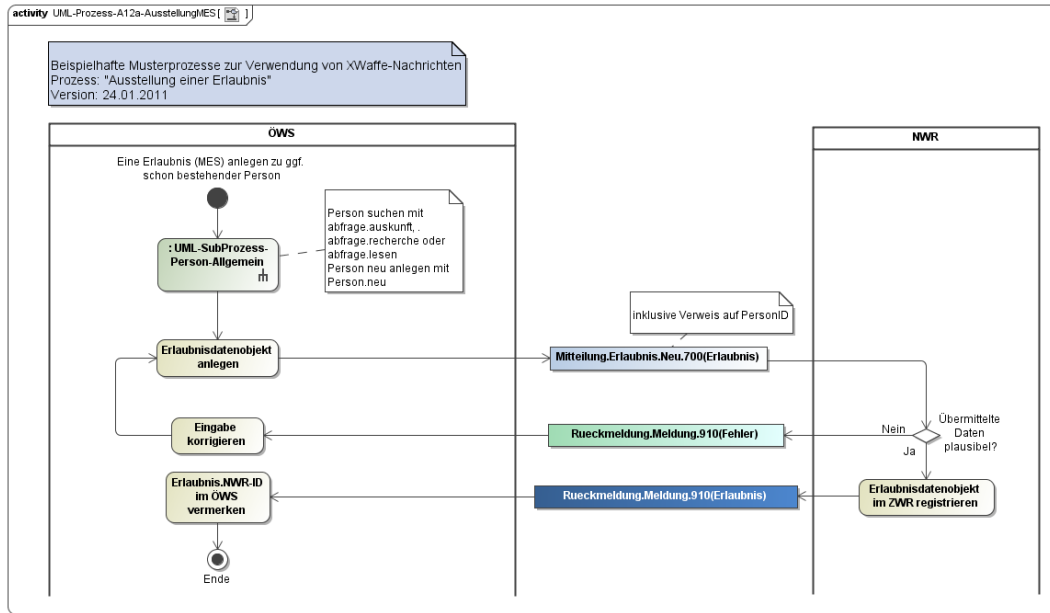 activity UML-Prozess-A12a-AusstellungMES [ ]
Beispielhafte Musterprozesse zur Verwendung von XWaffe-Nachrichten
Prozess: "Ausstellung einer Erlaubnis"
Version: 24.01.2011
ÖWS
NWR
Eine Erlaubnis (MES) anlegen zu ggf.
schon bestehender Person
Person suchen mit
abfrage.auskunft, .
abfrage.recherche oder
abfrage.lesen
Person neu anlegen mit
Person.neu
: UML-SubProzess-
Person-Allgemein
inklusive Verweis auf PersonID
Erlaubnisdatenobjekt
anlegen
Mitteilung.Erlaubnis.Neu.700(Erlaubnis)
Eingabe
korrigieren
Rueckmeldung.Meldung.910(Fehler)
Nein
Ja
Übermittelte
Daten
plausibel?
Erlaubnis.NWR-ID
im ÖWS
vermerken
Rueckmeldung.Meldung.910(Erlaubnis)
Erlaubnisdatenobjekt
im ZWR registrieren
Ende